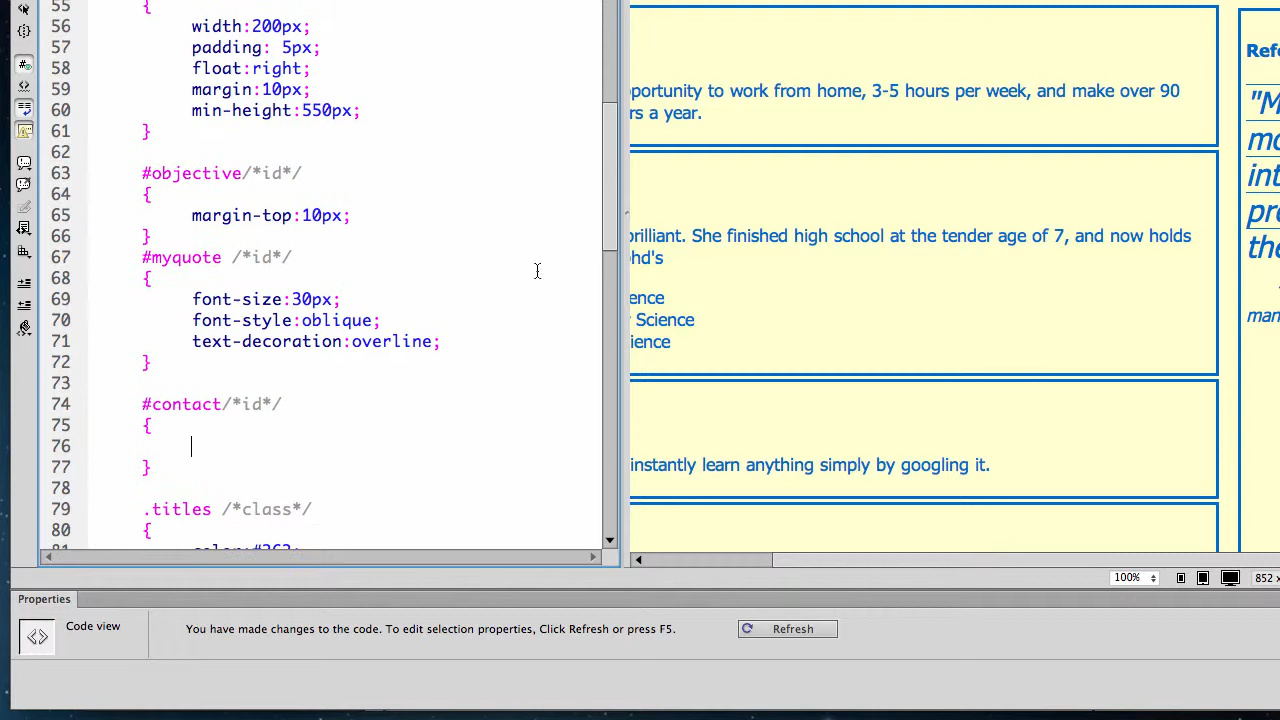 55 {
56 width:200px;
57 padding: 5px;
58 float:right;
59 margin:10px;
60 min-height:550px;
61 }
62
63 #objective/*id*/
64 {
65 margin-top:10px;
66 }
67 #myquote /*id*/
68 {
69 font-size:30px;
70 font-style:oblique;
71 text-decoration:overline;
72 }
73
74 #contact/*id*/
75 {
76
77 }
78
79 .titles /*class*/
80 {
portunity to work from home, 3-5 hours per week, and make over 90
rs a year.
brilliant. She finished high school at the tender age of 7, and now holds
phd's
ence
r Science
ience
instantly learn anything simply by googling it.
Refe
"M
mo
int
pro
the
man
100%
852 x
Properties
Code view
You have made changes to the code. To edit selection properties, Click Refresh or press F5.
Refresh